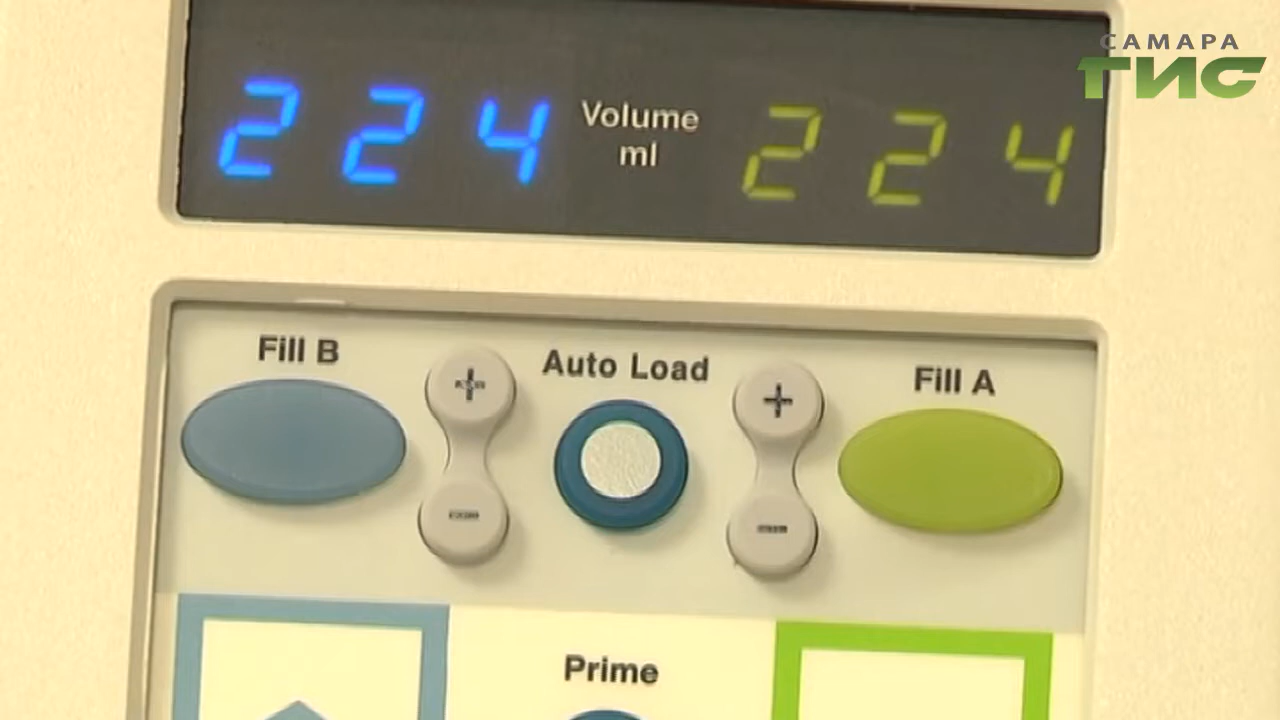 САМАРА
ГИС
224 Volume ml 224
Fill B
+
Auto Load
+
Fill A
Prime